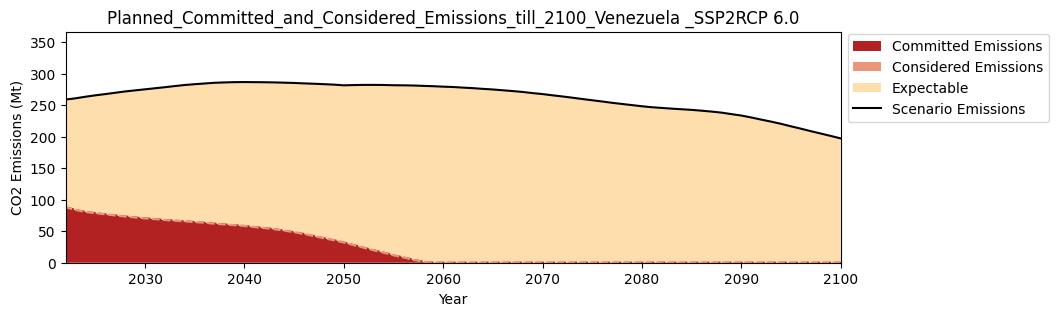 Planned_Committed_and_Considered_Emissions_till_2100_Venezuela _SSP2RCP 6.0
CO2 Emissions (Mt)
350
300
250
200
150
100
50
0
2030 2040 2050 2060 2070 2080 2090 2100
Year
Committed Emissions
Considered Emissions
Expectable
Scenario Emissions